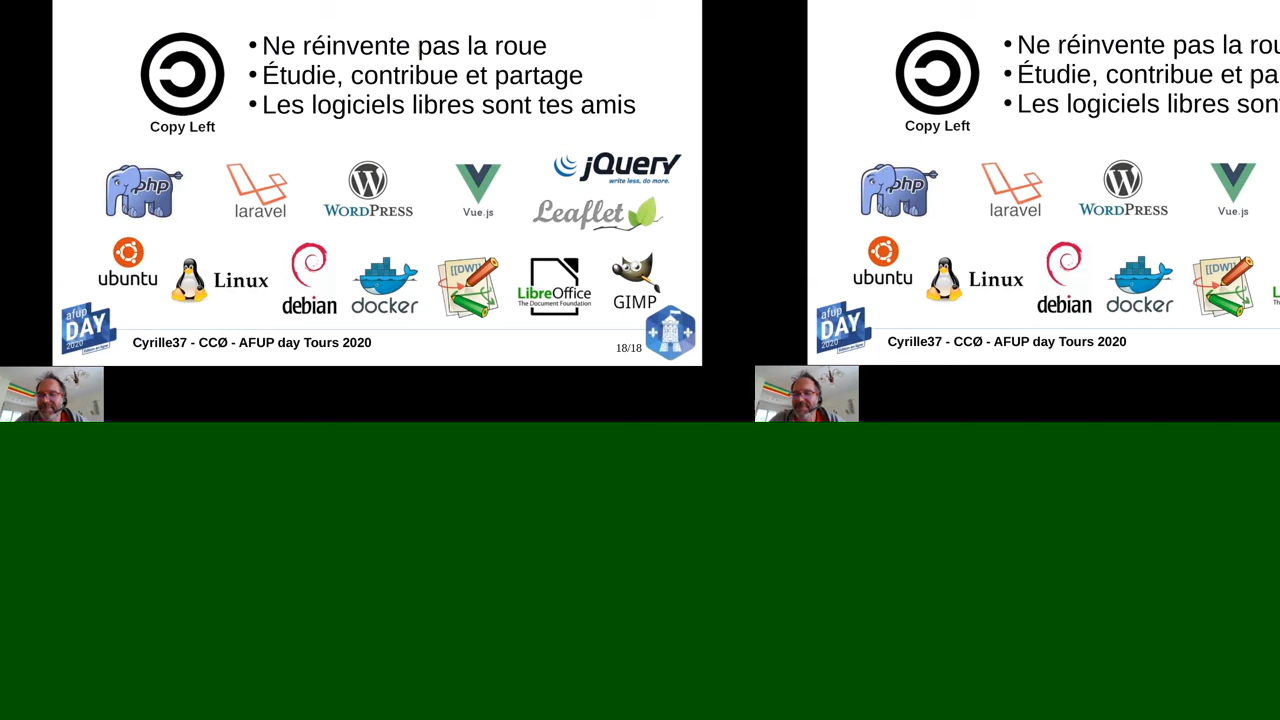 • Ne réinvente pas la roue
• Étudie, contribue et partage
• Les logiciels libres sont tes amis
Copy Left
php
laravel
WORDPRESS
Vue.js
jQuery
write less, do more.
Leaflet
ubuntu
Linux
debian
docker
[[DW]]
LibreOffice
The Document Foundation
GIMP
afup
DAY
2020
Cyrille37 - CCØ - AFUP day Tours 2020
18/18
• Ne réinvente pas la rou
• Étudie, contribue et pa
• Les logiciels libres son
Copy Left
php
laravel
WORDPRESS
Vue.js
ubuntu
Linux
debian
docker
[[DW]]
afup
DAY
2020
Cyrille37 - CCØ - AFUP day Tours 2020